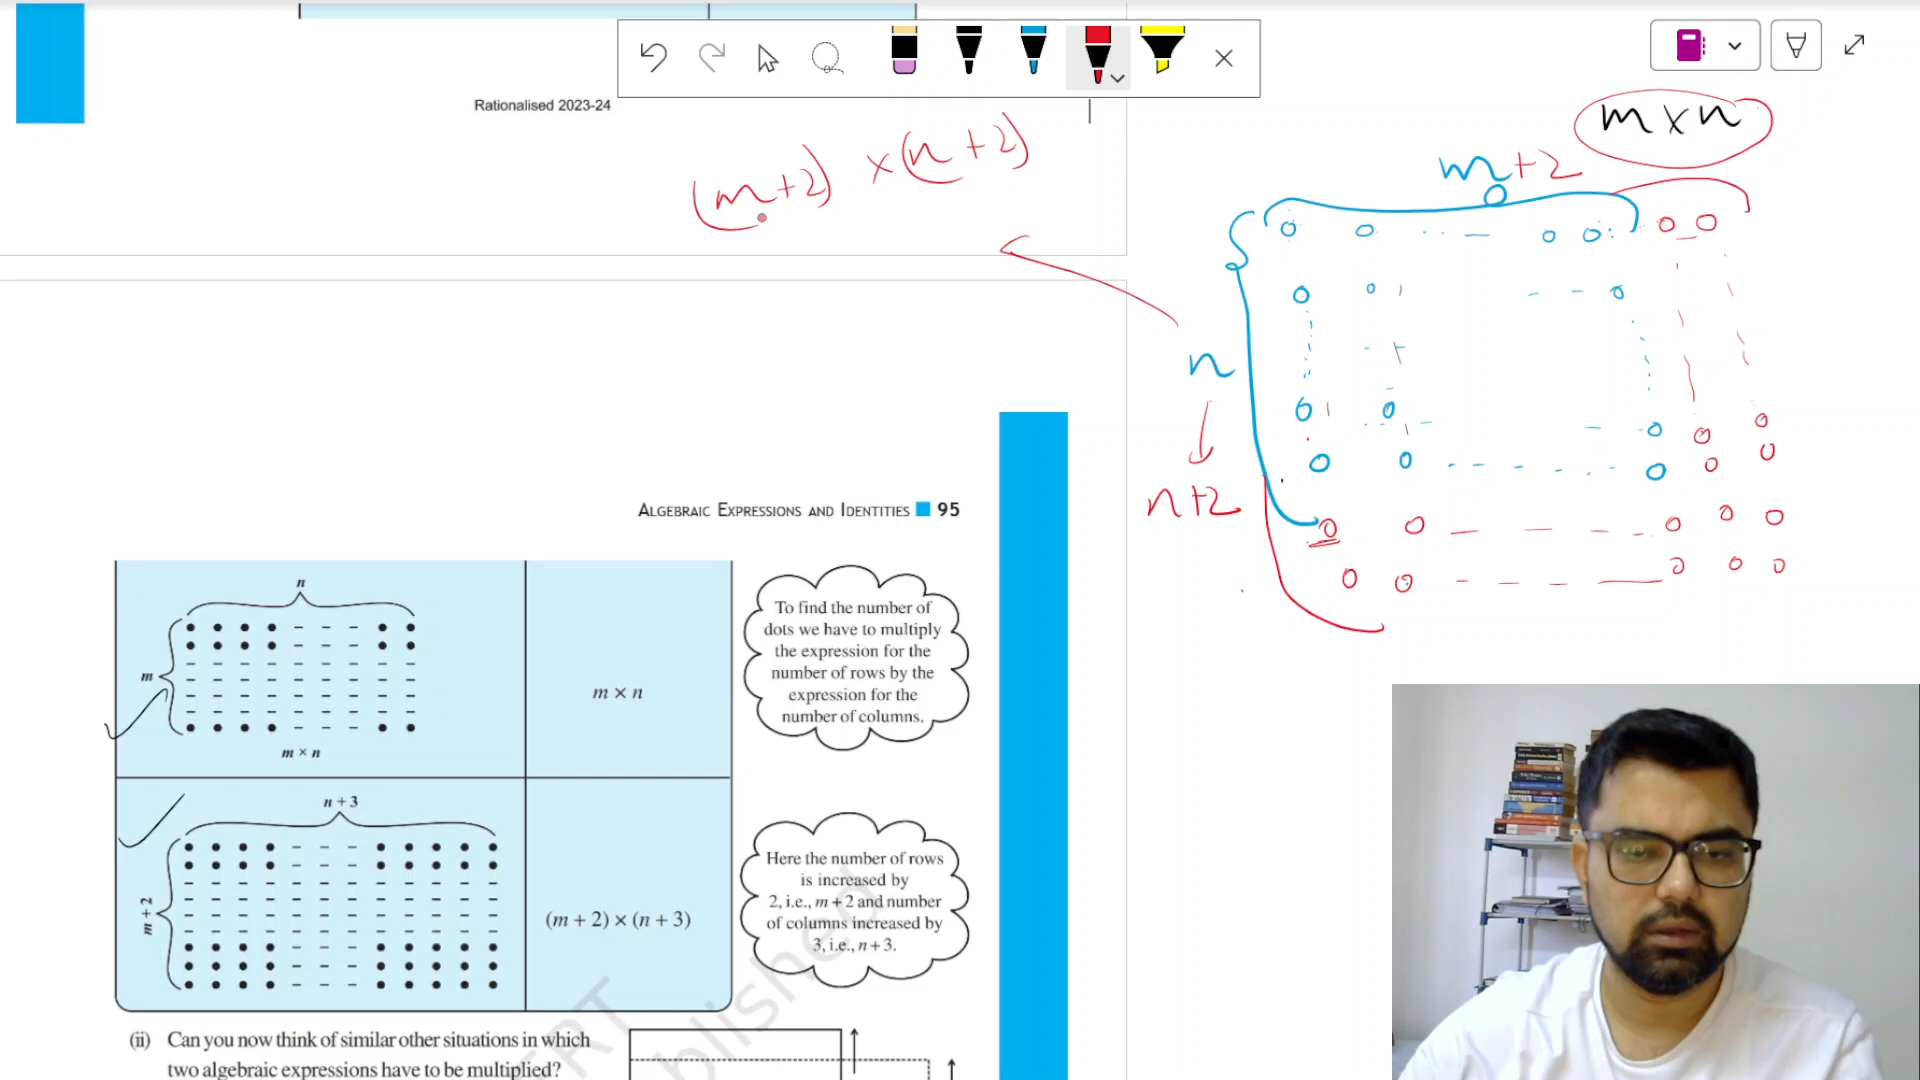 Rationalised 2023-24
(m+2) × (n+2)
m × n
m+2
n
n+2
ALGEBRAIC EXPRESSIONS AND IDENTITIES 95
n
m
m × n
m × n
To find the number of
dots we have to multiply
the expression for the
number of rows by the
expression for the
number of columns.
n + 3
m + 2
(m + 2) × (n + 3)
Here the number of rows
is increased by
2, i.e., m + 2 and number
of columns increased by
3, i.e., n + 3.
(ii) Can you now think of similar other situations in which
two algebraic expressions have to be multiplied?